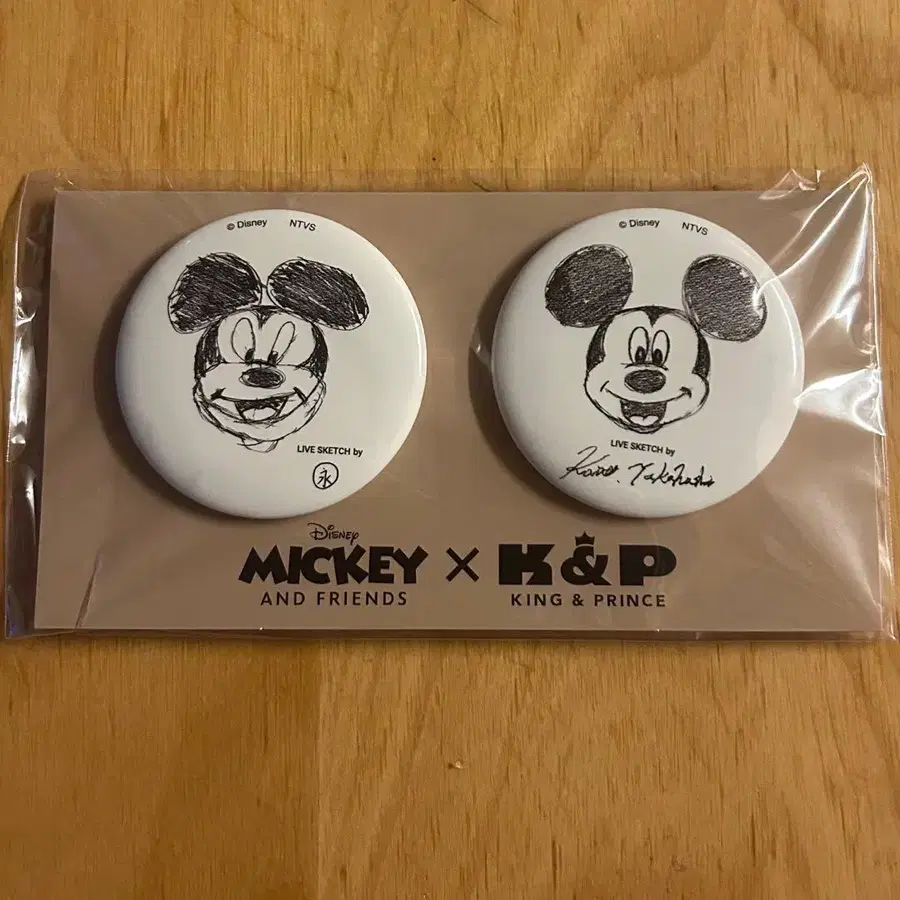 © Disney NTVS
LIVE SKETCH by
永
© Disney NTVS
LIVE SKETCH by
Kaito. Takahashi
Disney
MICKEY × K&P
AND FRIENDS KING & PRINCE